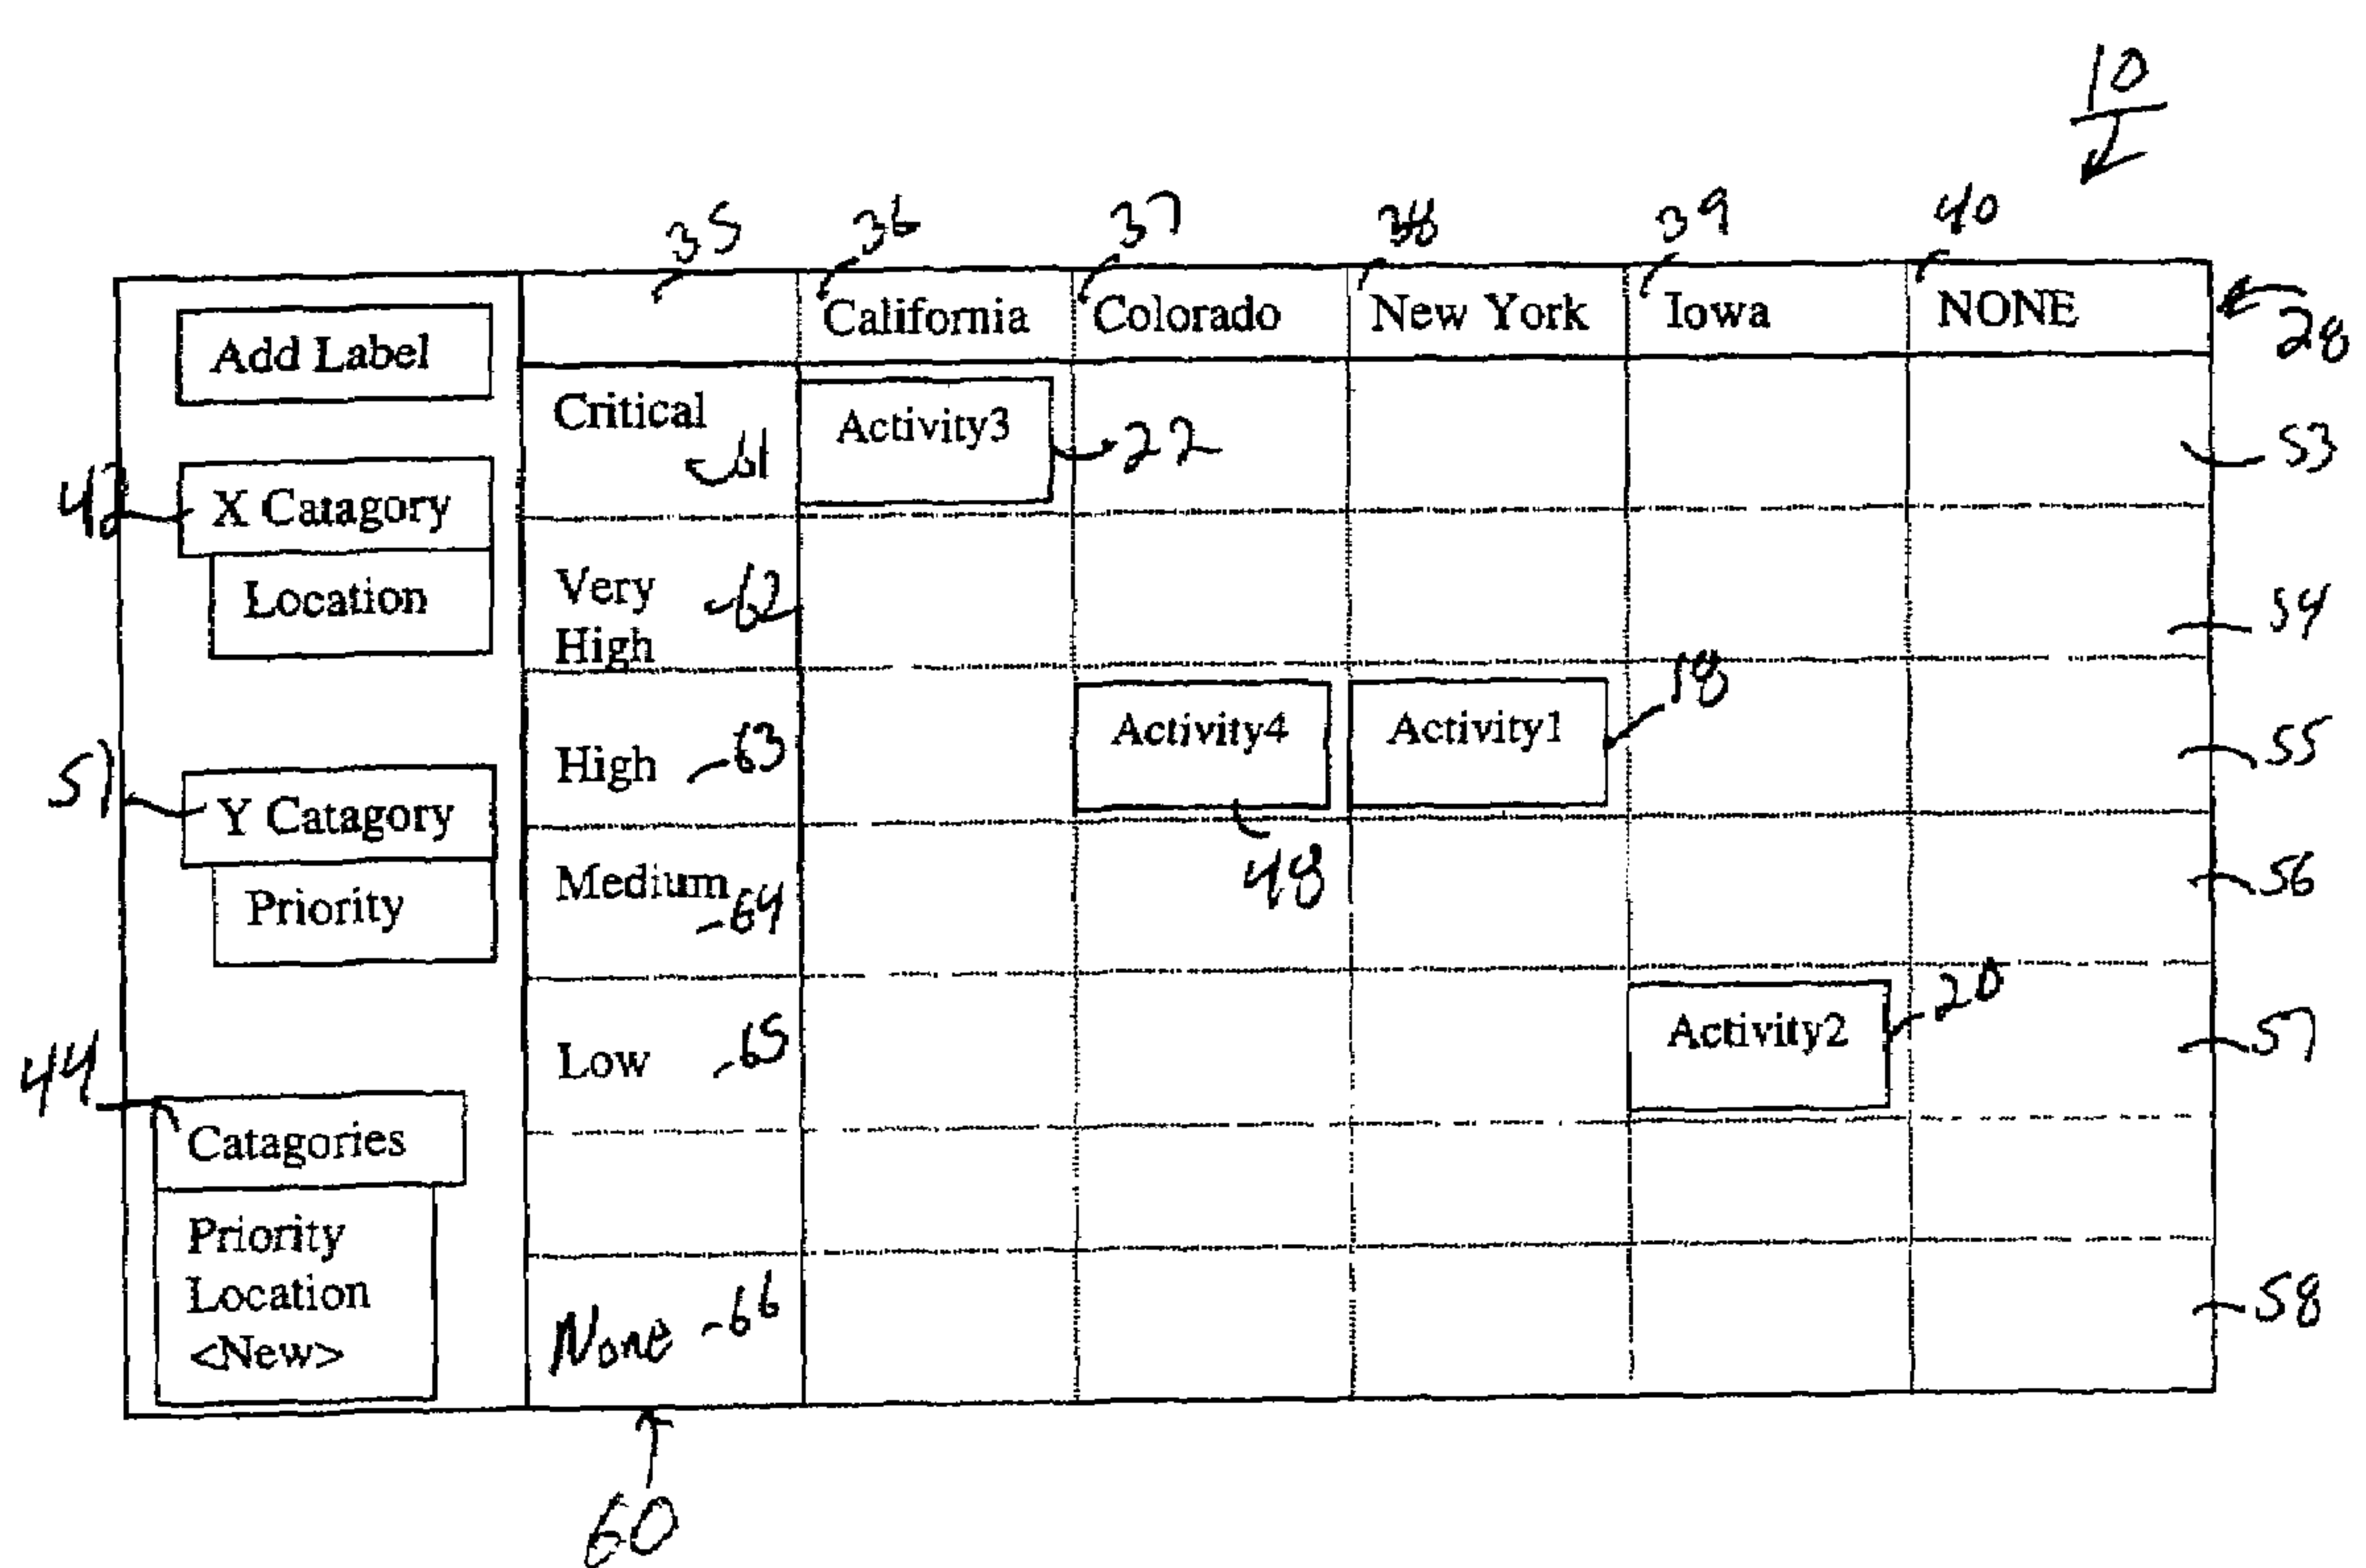 10
35 36 37 38 39 40
California Colorado New York Iowa NONE
28
Add Label
Critical
61
Activity3
22
53
42
X Catagory
Location
Very
High
62
54
18
High
63
Activity4
Activity1
55
51
Y Catagory
Priority
48
Medium
64
56
20
Low
65
Activity2
57
44
Catagories
Priority
Location
<New>
None
66
58
60